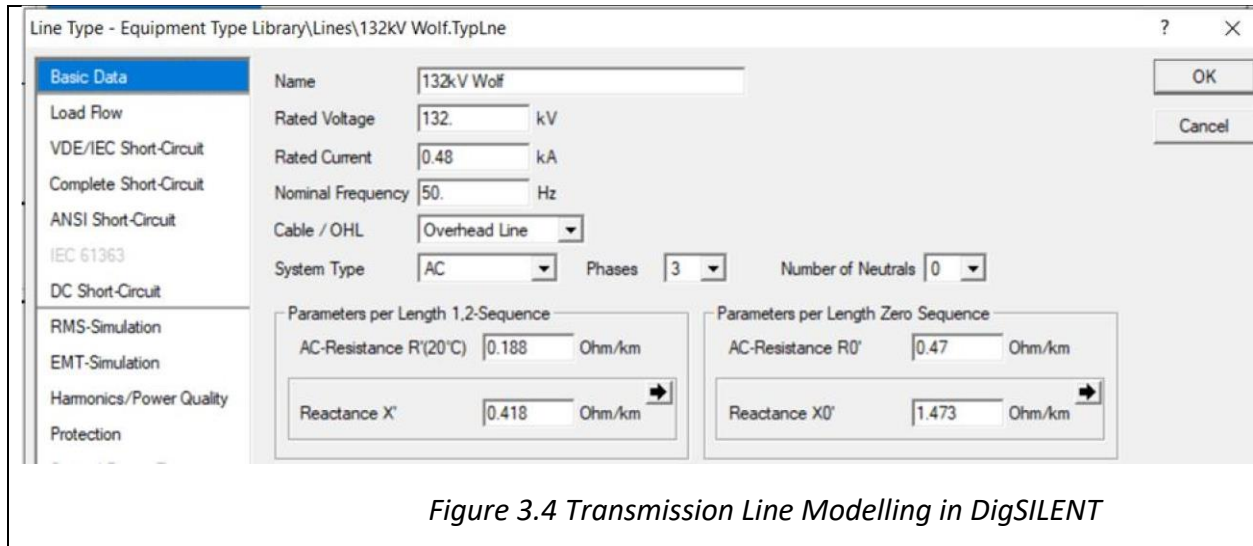 Line Type - Equipment Type Library\Lines\132kV Wolf.TypLne ? X
Basic Data
Load Flow
VDE/IEC Short-Circuit
Complete Short-Circuit
ANSI Short-Circuit
IEC 61363
DC Short-Circuit
RMS-Simulation
EMT-Simulation
Harmonics/Power Quality
Protection
Name 132kV Wolf
Rated Voltage 132. kV
Rated Current 0.48 kA
Nominal Frequency 50. Hz
Cable / OHL Overhead Line
System Type AC Phases 3 Number of Neutrals 0
Parameters per Length 1,2-Sequence
AC-Resistance R'(20°C) 0.188 Ohm/km
Reactance X' 0.418 Ohm/km
Parameters per Length Zero Sequence
AC-Resistance R0' 0.47 Ohm/km
Reactance X0' 1.473 Ohm/km
OK
Cancel
Figure 3.4 Transmission Line Modelling in DigSILENT